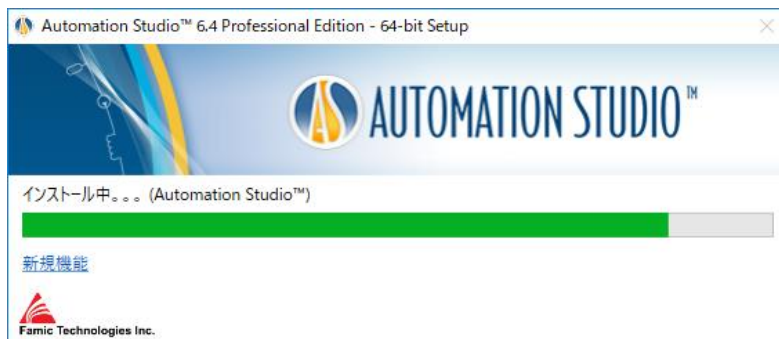 Automation Studio™ 6.4 Professional Edition - 64-bit Setup
AUTOMATION STUDIO™
インストール中。。。(Automation Studio™)
新規機能
Famic Technologies Inc.